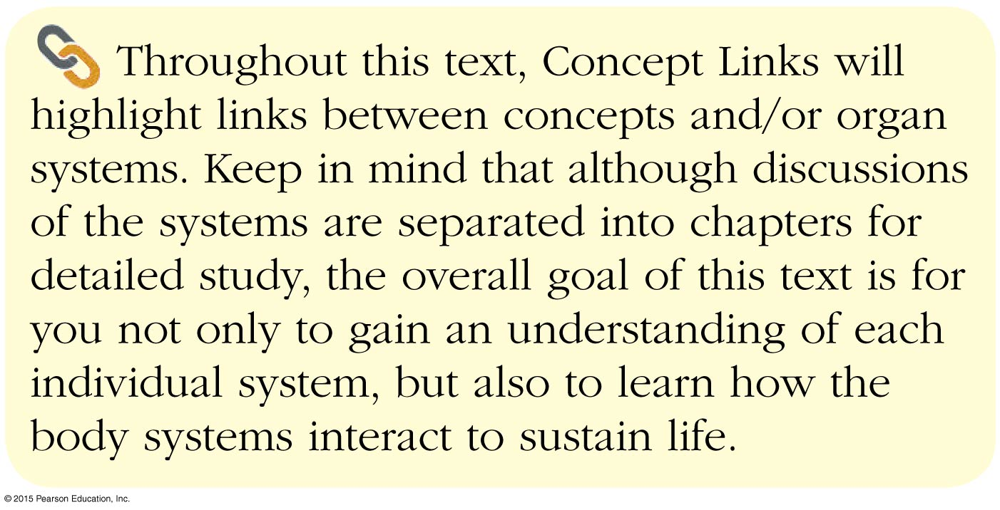 Throughout this text, Concept Links will
highlight links between concepts and/or organ
systems. Keep in mind that although discussions
of the systems are separated into chapters for
detailed study, the overall goal of this text is for
you not only to gain an understanding of each
individual system, but also to learn how the
body systems interact to sustain life.
© 2015 Pearson Education, Inc.